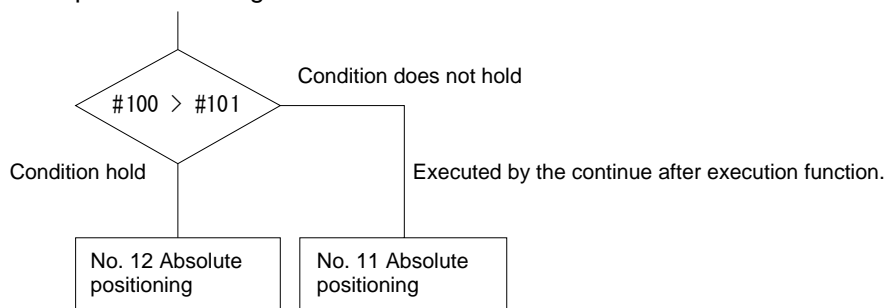 Condition does not hold
#100 > #101
Condition hold
Executed by the continue after execution function.
No. 12 Absolute
positioning
No. 11 Absolute
positioning